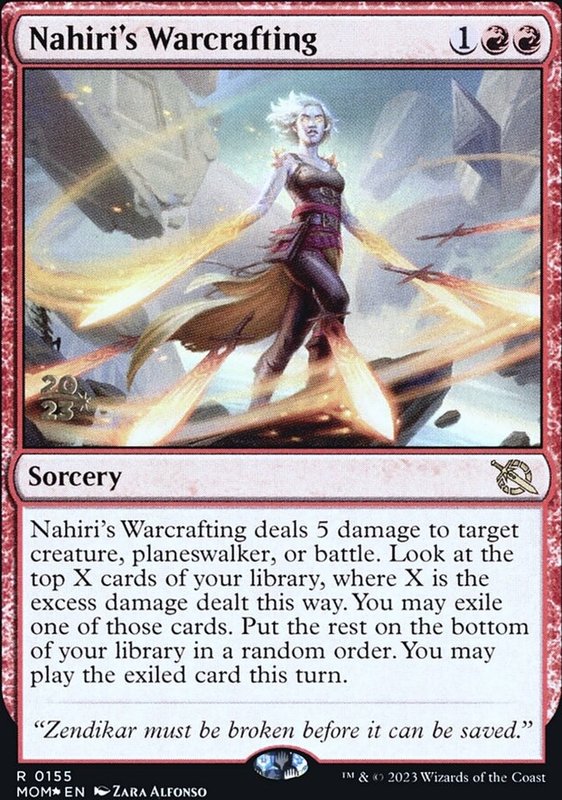 Nahiri's Warcrafting 1
20
23
Sorcery
Nahiri's Warcrafting deals 5 damage to target
creature, planeswalker, or battle. Look at the
top X cards of your library, where X is the
excess damage dealt this way. You may exile
one of those cards. Put the rest on the bottom
of your library in a random order. You may
play the exiled card this turn.
“Zendikar must be broken before it can be saved.”
R 0155
MOM★EN ZARA ALFONSO
™ & © 2023 Wizards of the Coast